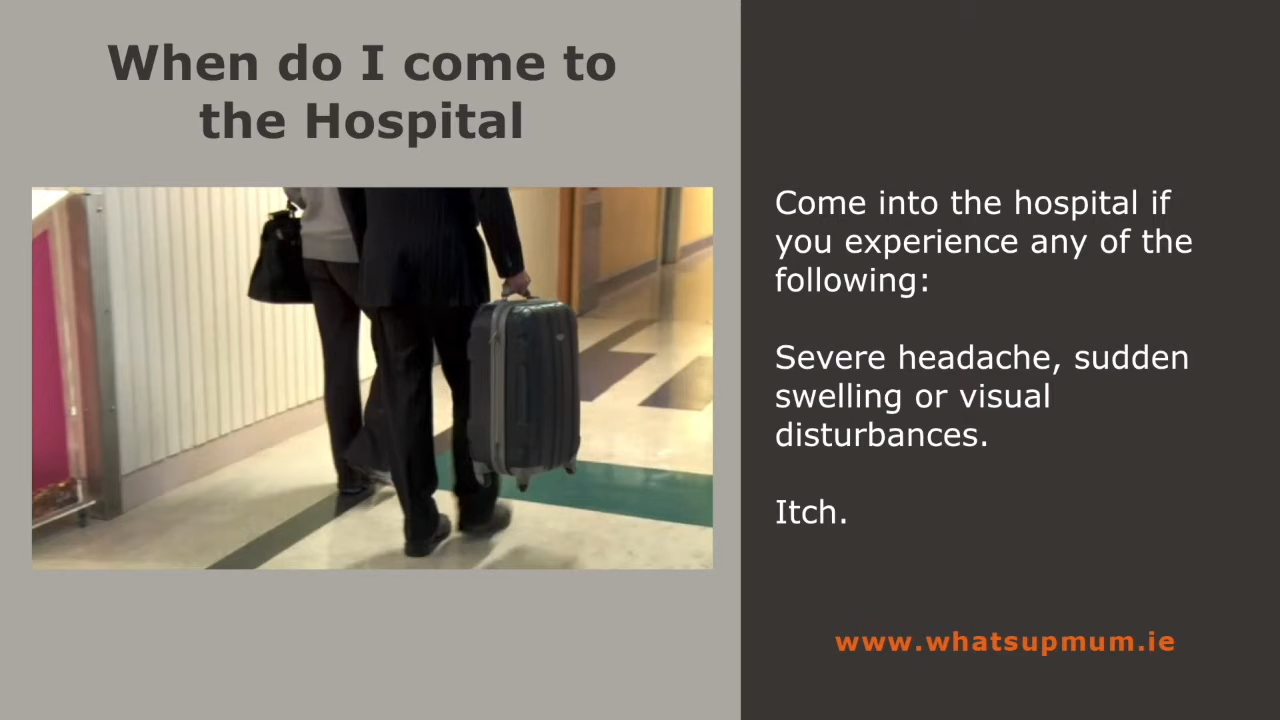 When do I come to
the Hospital
Come into the hospital if
you experience any of the
following:
Severe headache, sudden
swelling or visual
disturbances.
Itch.
www.whatsupmum.ie